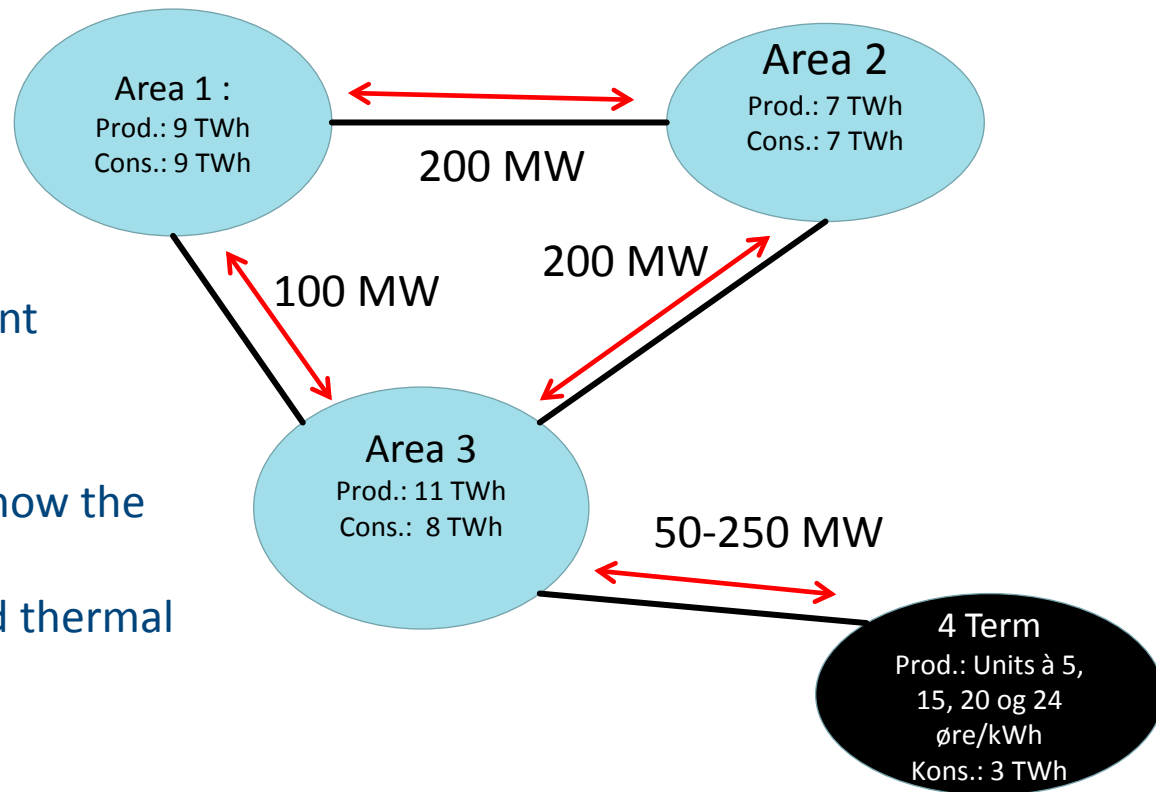 Area 1 :
Prod.: 9 TWh
Cons.: 9 TWh
Area 2
Prod.: 7 TWh
Cons.: 7 TWh
200 MW
100 MW
200 MW
nt
Area 3
Prod.: 11 TWh
Cons.:  8 TWh
now the
50-250 MW
d thermal
4 Term
Prod.: Units à 5,
15, 20 og 24
øre/kWh
Kons.: 3 TWh